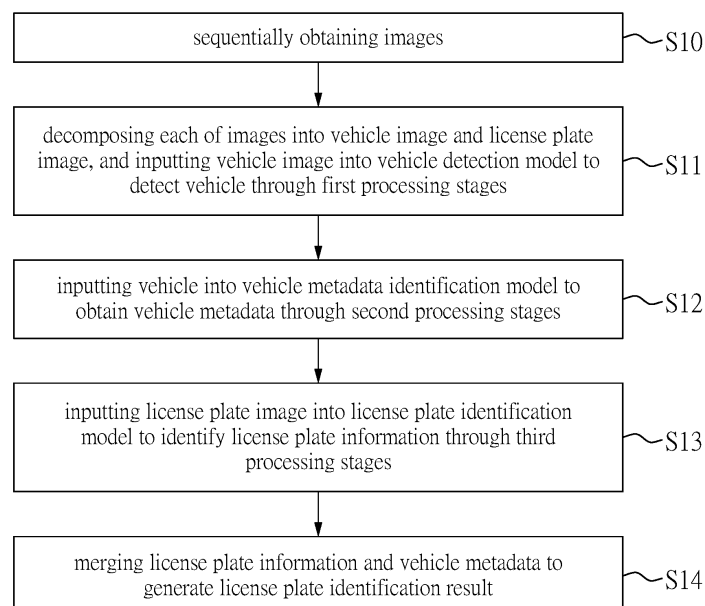 sequentially obtaining images
S10
decomposing each of images into vehicle image and license plate
image, and inputting vehicle image into vehicle detection model to
detect vehicle through first processing stages
S11
inputting vehicle into vehicle metadata identification model to
obtain vehicle metadata through second processing stages
S12
inputting license plate image into license plate identification
model to identify license plate information through third
processing stages
S13
merging license plate information and vehicle metadata to
generate license plate identification result
S14